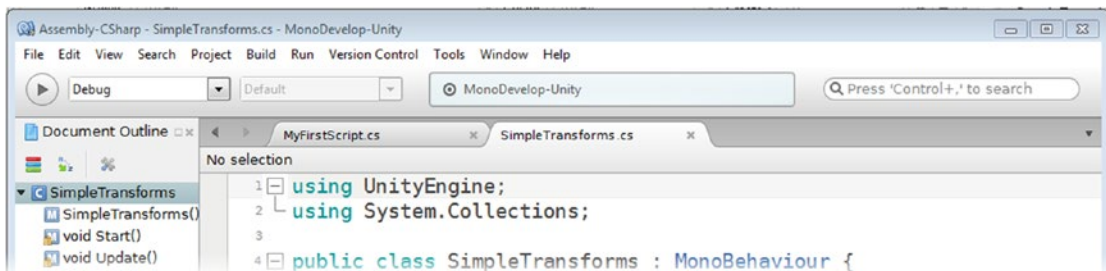 Assembly-CSharp - SimpleTransforms.cs - MonoDevelop-Unity
File Edit View Search Project Build Run Version Control Tools Window Help
Debug Default MonoDevelop-Unity Press 'Control+,' to search
Document Outline MyFirstScript.cs SimpleTransforms.cs
No selection
SimpleTransforms
SimpleTransforms()
void Start()
void Update()
1 using UnityEngine;
2 using System.Collections;
3
4 public class SimpleTransforms : MonoBehaviour {